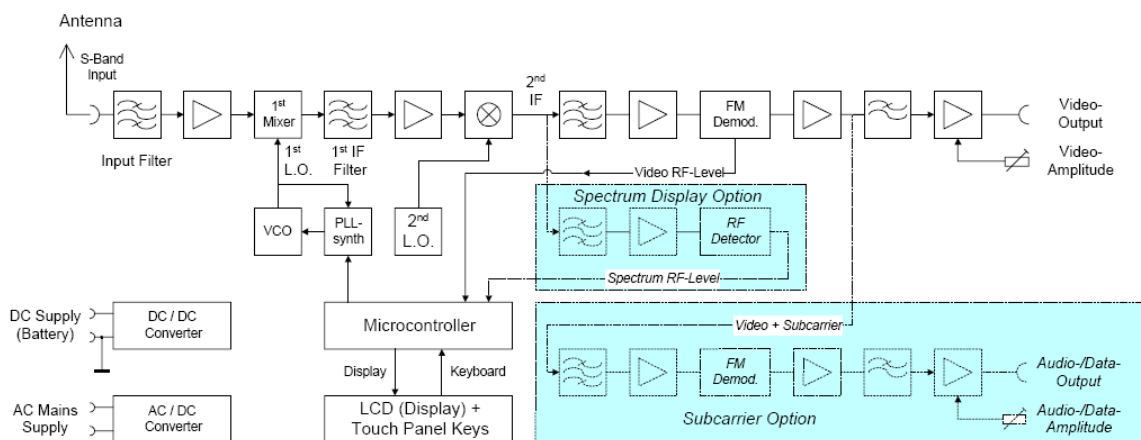 Antenna
S-Band
Input
Input Filter
1st
Mixer
1st
L.O.
1st IF
Filter
2nd
IF
FM
Demod.
Video-
Output
Video-
Amplitude
Video RF-Level
VCO
PLL-
synth
2nd
L.O.
Spectrum Display Option
RF
Detector
Spectrum RF-Level
DC Supply
(Battery)
DC / DC
Converter
Microcontroller
Display
Keyboard
AC Mains
Supply
AC / DC
Converter
LCD (Display) +
Touch Panel Keys
Video + Subcarrier
FM
Demod.
Audio-/Data-
Output
Audio-/Data-
Amplitude
Subcarrier Option